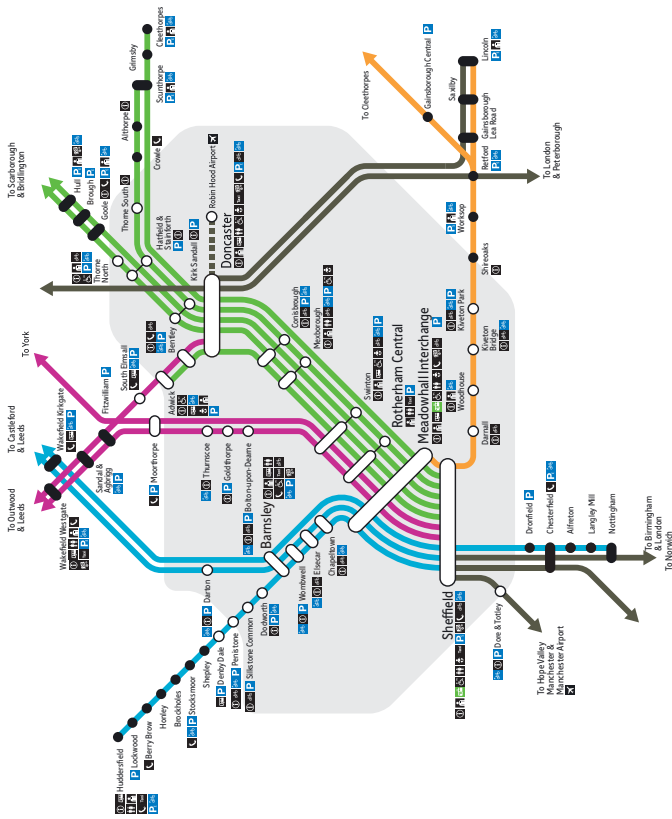 To Scarborough
& Bridlington
Hull P
Brough P
Goole
P
Cleethorpes
P
Grimsby
Scunthorpe
P
Althorpe
Crowle
Thorne South
Thorne
North
P
Hatfield &
Stainforth
P
Kirk Sandall
Robin Hood Airport
Doncaster
Taxi P
Bentley
P
To York
To Castleford
& Leeds
To Outwood
& Leeds
Wakefield Kirkgate
P
Wakefield Westgate
Taxi P
Sandal &
Agbrigg
P
Fitzwilliam P
South Elmsall
P
Adwick
P
Moorthorpe
P
Thurnscoe
P
Goldthorpe
P
Bolton-upon-Dearne
P
Conisbrough
P
Mexborough
P
Swinton
P
Rotherham Central
P
Meadowhall Interchange
P
Barnsley
P
Wombwell
P
Elsecar
P
Chapeltown
Darton
P
Dodworth
P
Silkstone Common
P
Penistone
P
Denby Dale
P
Shepley
Stocksmoor
P
Brockholes
Honley
Berry Brow
Lockwood
P
Huddersfield
Taxi
P
Sheffield
Taxi P
Dore & Totley
P
To Hope Valley
Manchester &
Manchester Airport
Dronfield P
Chesterfield
P
Alfreton
Langley Mill
Nottingham
To Birmingham
& London
To Norwich
Darnall
Woodhouse
P
Kiveton
Bridge
Kiveton Park
P
Shireoaks
Worksop
P
Retford
P
To London
& Peterborough
Gainsborough
Lea Road
Saxilby
Lincoln
P
Gainsborough Central P
To Cleethorpes